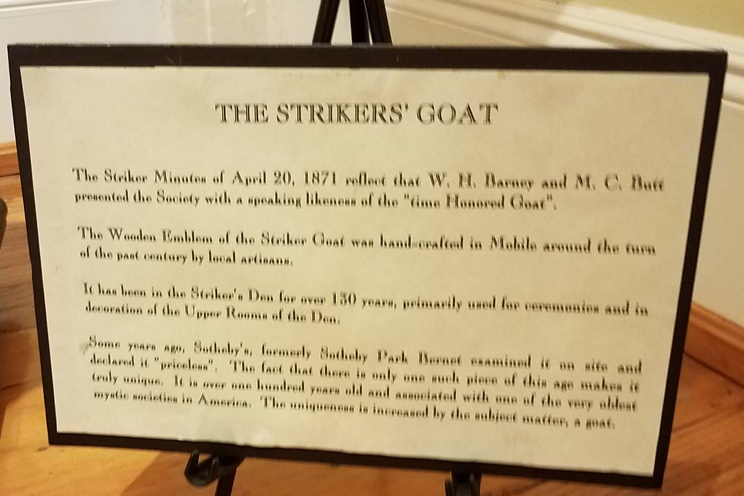 THE STRIKERS' GOAT
The Striker Minutes of April 20, 1871 reflect that W. H. Barney and M. C. Butt
presented the Society with a speaking likeness of the "time Honored Goat".
The Wooden Emblem of the Striker Goat was hand-crafted in Mobile around the turn
of the past century by local artisans.
It has been in the Striker's Den for over 130 years, primarily used for ceremonies and in
decoration of the Upper Rooms of the Den.
Some years ago, Sotheby's, formerly Sotheby Park Bernet examined it on site and
declared it "priceless". The fact that there is only one such piece of this age makes it
truly unique. It is over one hundred years old and associated with one of the very oldest
mystic societies in America. The uniqueness is increased by the subject matter, a goat.